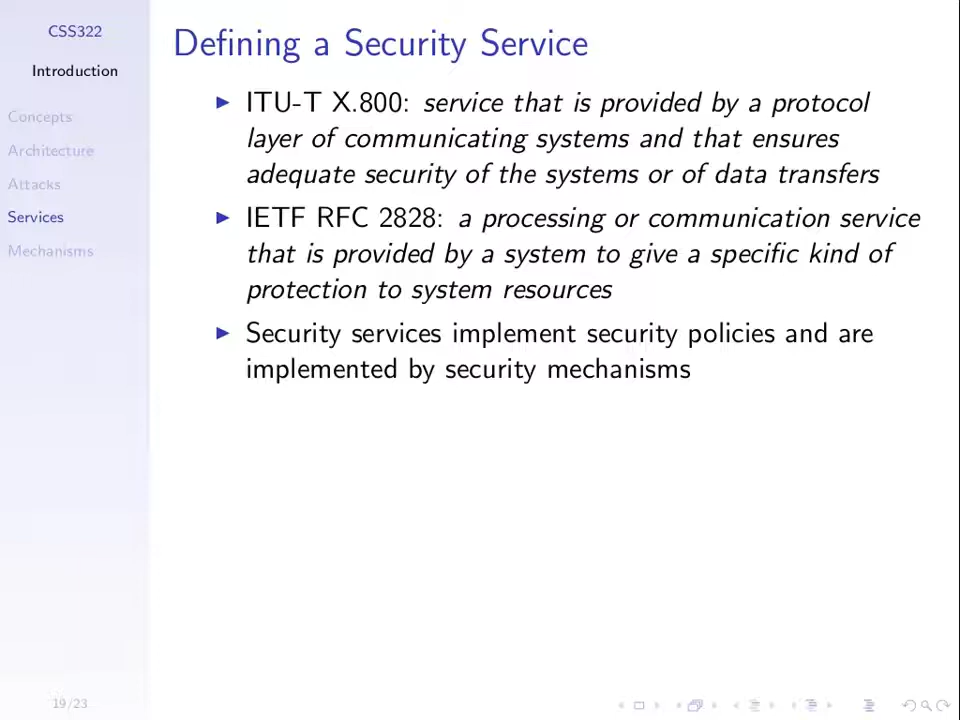 CSS322
Introduction
Concepts
Architecture
Attacks
Services
Mechanisms
Defining a Security Service
ITU-T X.800: service that is provided by a protocol
layer of communicating systems and that ensures
adequate security of the systems or of data transfers
IETF RFC 2828: a processing or communication service
that is provided by a system to give a specific kind of
protection to system resources
Security services implement security policies and are
implemented by security mechanisms
19/23